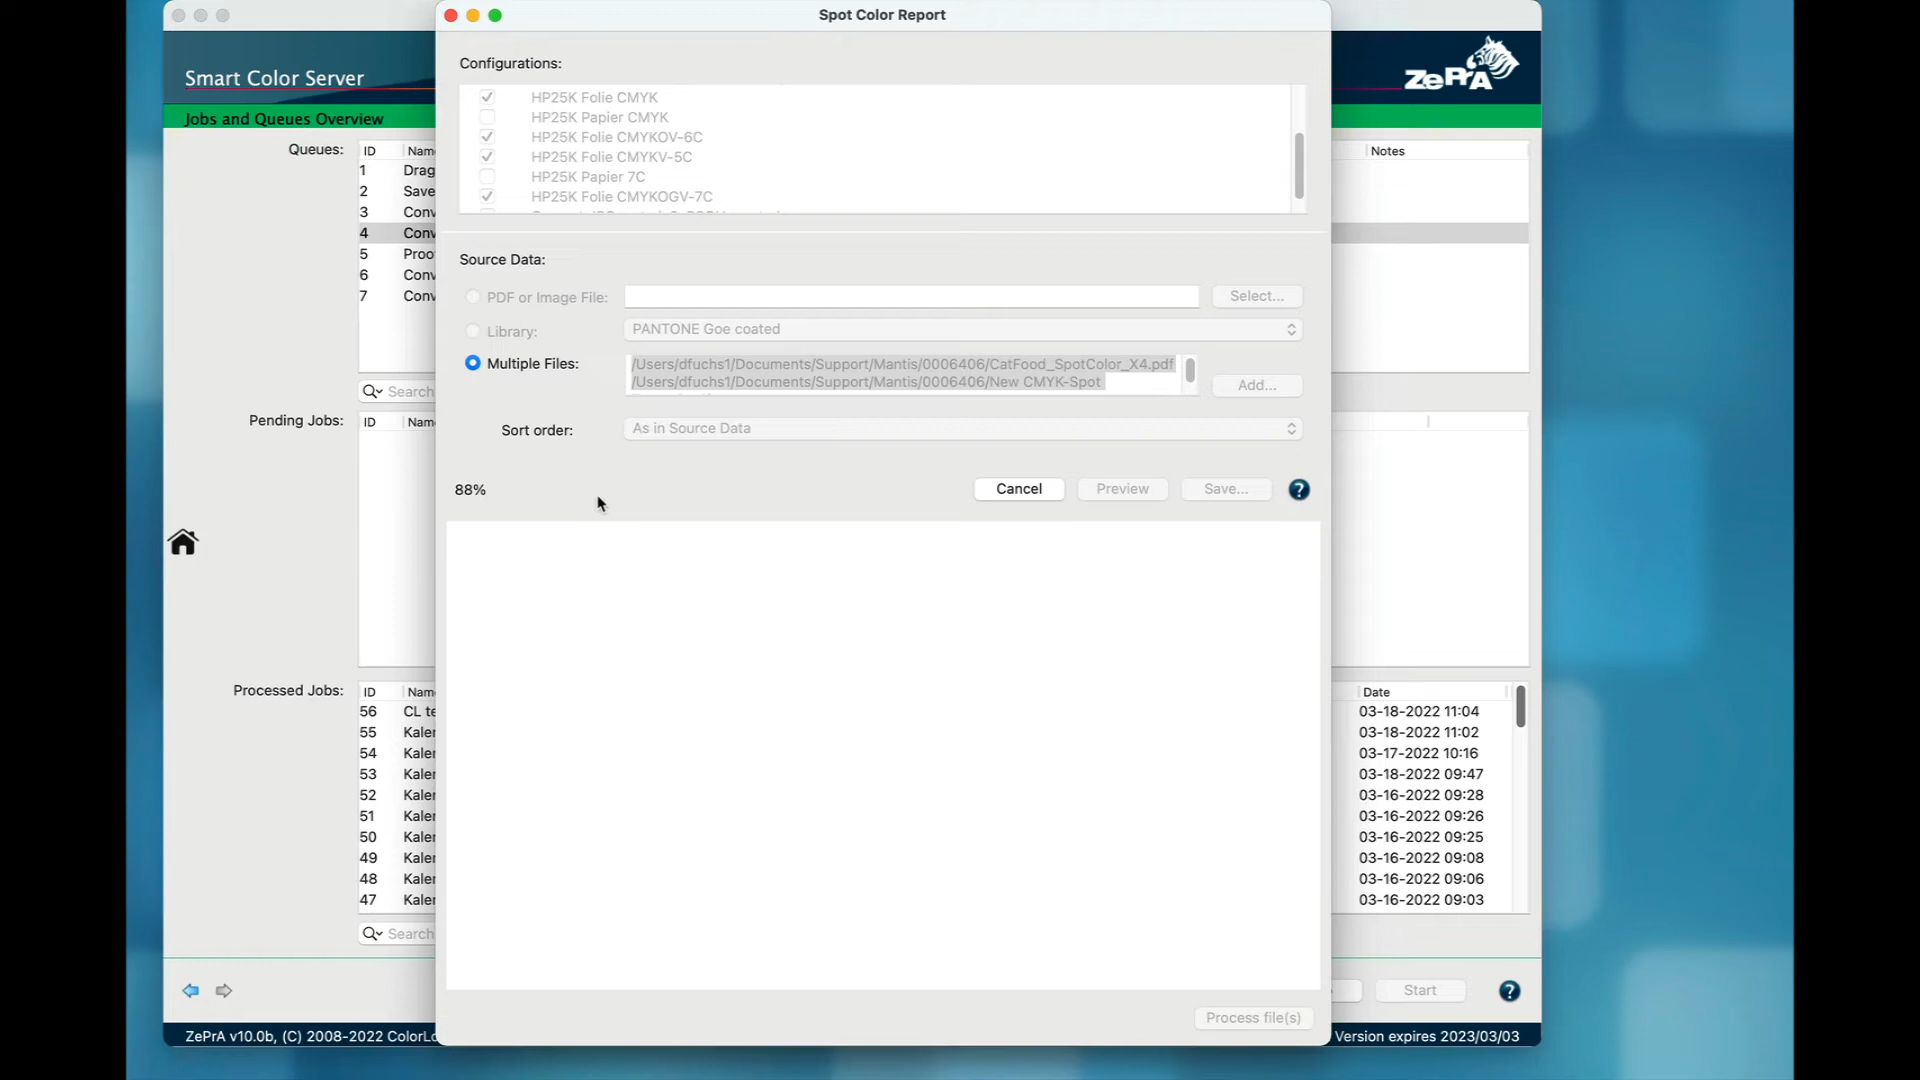 Spot Color Report
Smart Color Server
ZePrA
Jobs and Queues Overview
Configurations:
HP25K Folie CMYK
HP25K Papier CMYK
HP25K Folie CMYKOV-6C
HP25K Folie CMYKV-5C
HP25K Papier 7C
HP25K Folie CMYKOGV-7C
Queues:
ID Nam
Notes
1 Drag
2 Save
3 Conv
4 Conv
5 Proo
6 Conv
7 Conv
Search
Source Data:
PDF or Image File:
Select...
Library: PANTONE Goe coated
Multiple Files: /Users/dfuchs1/Documents/Support/Mantis/0006406/CatFood_SpotColor_X4.pdf
/Users/dfuchs1/Documents/Support/Mantis/0006406/New CMYK-Spot
Add...
Sort order: As in Source Data
88%
Cancel
Preview
Save...
?
Pending Jobs:
ID Nam
Processed Jobs:
ID Nam
Date
56 CL te 03-18-2022 11:04
55 Kaler 03-18-2022 11:02
54 Kaler 03-17-2022 10:16
53 Kaler 03-18-2022 09:47
52 Kaler 03-16-2022 09:28
51 Kaler 03-16-2022 09:26
50 Kaler 03-16-2022 09:25
49 Kaler 03-16-2022 09:08
48 Kaler 03-16-2022 09:06
47 Kaler 03-16-2022 09:03
Search
Start
?
Process file(s)
ZePrA v10.0b, (C) 2008-2022 ColorLo
Version expires 2023/03/03